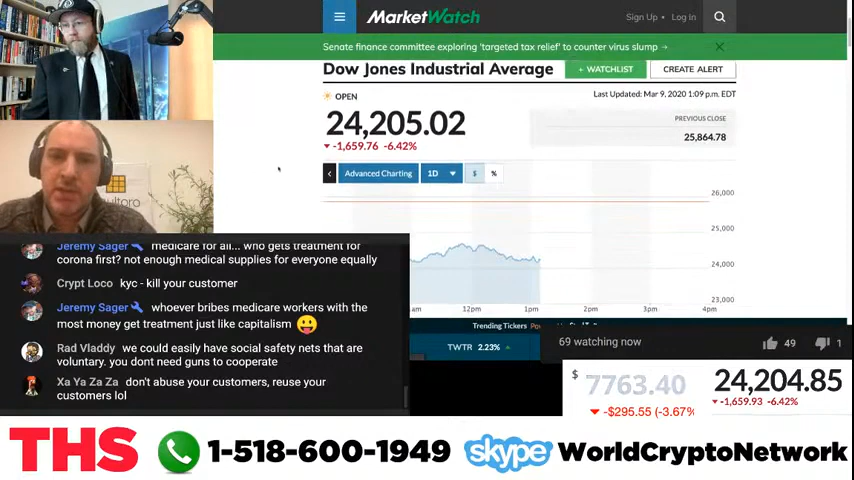 MarketWatch
Sign Up
Log In
Senate finance committee exploring 'targeted tax relief' to counter virus slump →
Dow Jones Industrial Average
+ WATCHLIST
CREATE ALERT
OPEN
Last Updated: Mar 9, 2020 1:09 p.m. EDT
24,205.02
-1,659.76 -6.42%
PREVIOUS CLOSE
25,864.78
Advanced Charting
1D
$
%
26,000
25,000
24,000
23,000
am
12pm
1pm
2pm
3pm
4pm
Trending Tickers
TWTR 2.23%
Jeremy Sager medicare for all... who gets treatment for
corona first? not enough medical supplies for everyone equally
Crypt Loco kyc - kill your customer
Jeremy Sager whoever bribes medicare workers with the
most money get treatment just like capitalism
Rad Vladdy we could easily have social safety nets that are
voluntary. you dont need guns to cooperate
Xa Ya Za Za don't abuse your customers, reuse your
customers lol
69 watching now
49
1
$ 7763.40
-$295.55 (-3.67%
24,204.85
-1,659.93 -6.42%
THS
1-518-600-1949
skype
WorldCryptoNetwork